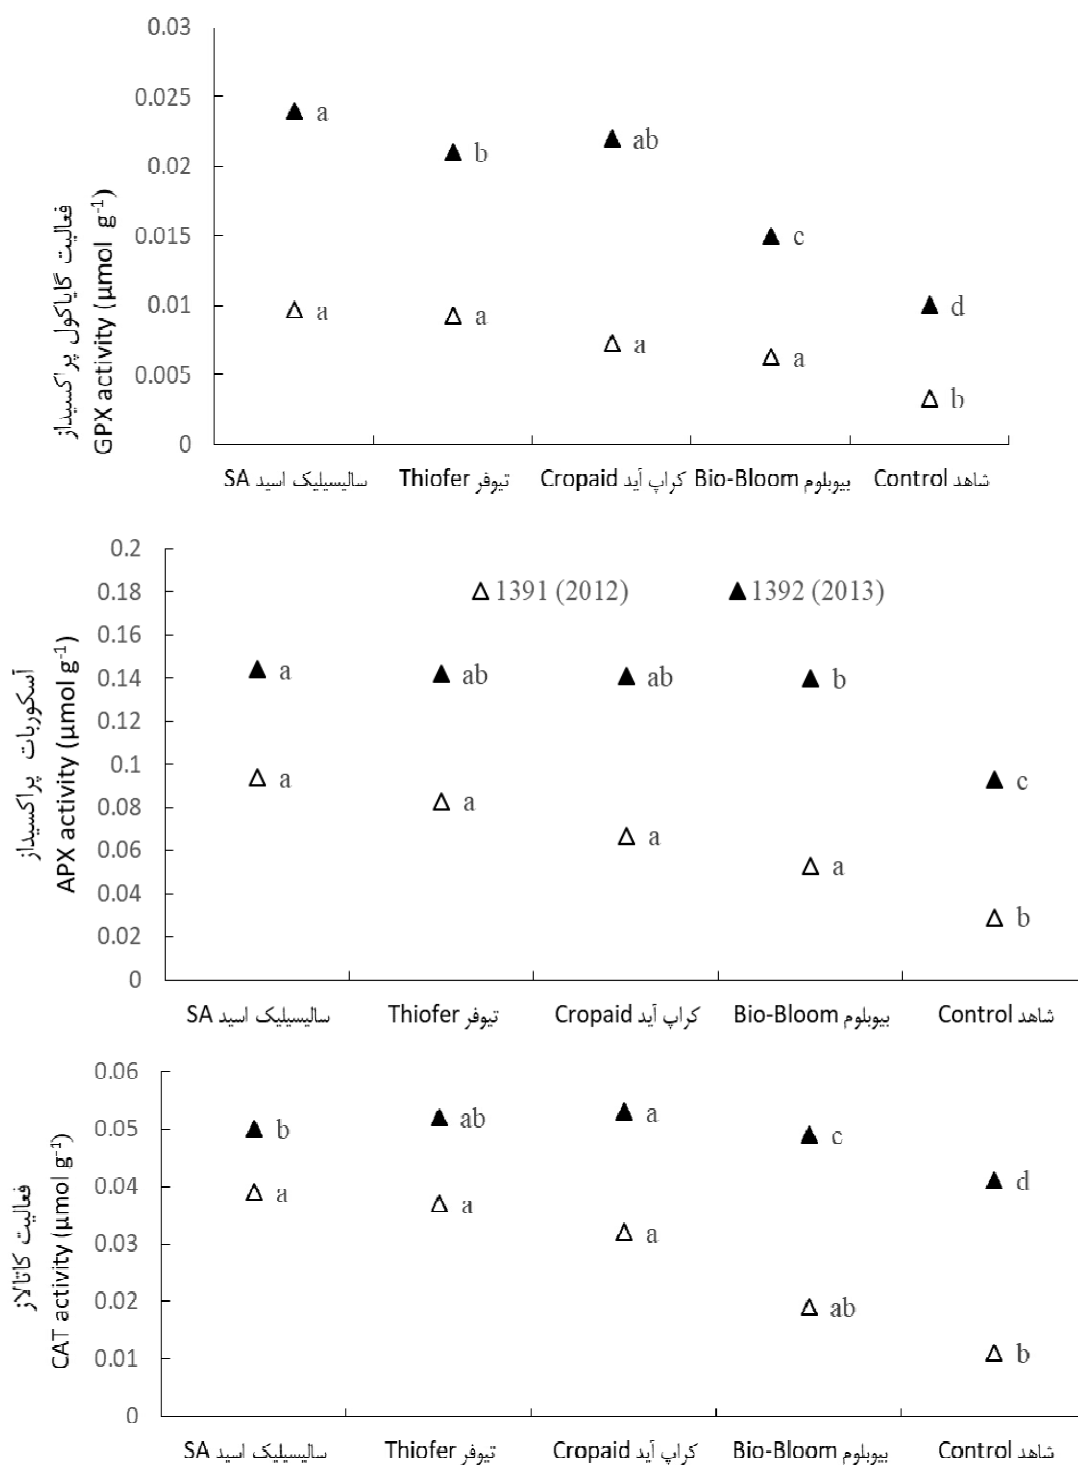 0.03
0.025
0.02
0.015
0.01
0.005
0
فعالیت گایاکول پراکسیداز
GPX activity (µmol g⁻¹)
a
b
ab
c
d
a
a
a
a
b
SA سالیسیلیک اسید
Thiofer تیوفر
Cropaid کراپ آید
Bio-Bloom بیوبلوم
Control شاهد
0.2
0.18
0.16
0.14
0.12
0.1
0.08
0.06
0.04
0.02
0
آسکوربات پراکسیداز
APX activity (µmol g⁻¹)
1391 (2012)
1392 (2013)
a
ab
ab
b
c
a
a
a
a
b
SA سالیسیلیک اسید
Thiofer تیوفر
Cropaid کراپ آید
Bio-Bloom بیوبلوم
Control شاهد
0.06
0.05
0.04
0.03
0.02
0.01
0
فعالیت کاتالاز
CAT activity (µmol g⁻¹)
b
ab
a
c
d
a
a
a
ab
b
SA سالیسیلیک اسید
Thiofer تیوفر
Cropaid کراپ آید
Bio-Bloom بیوبلوم
Control شاهد